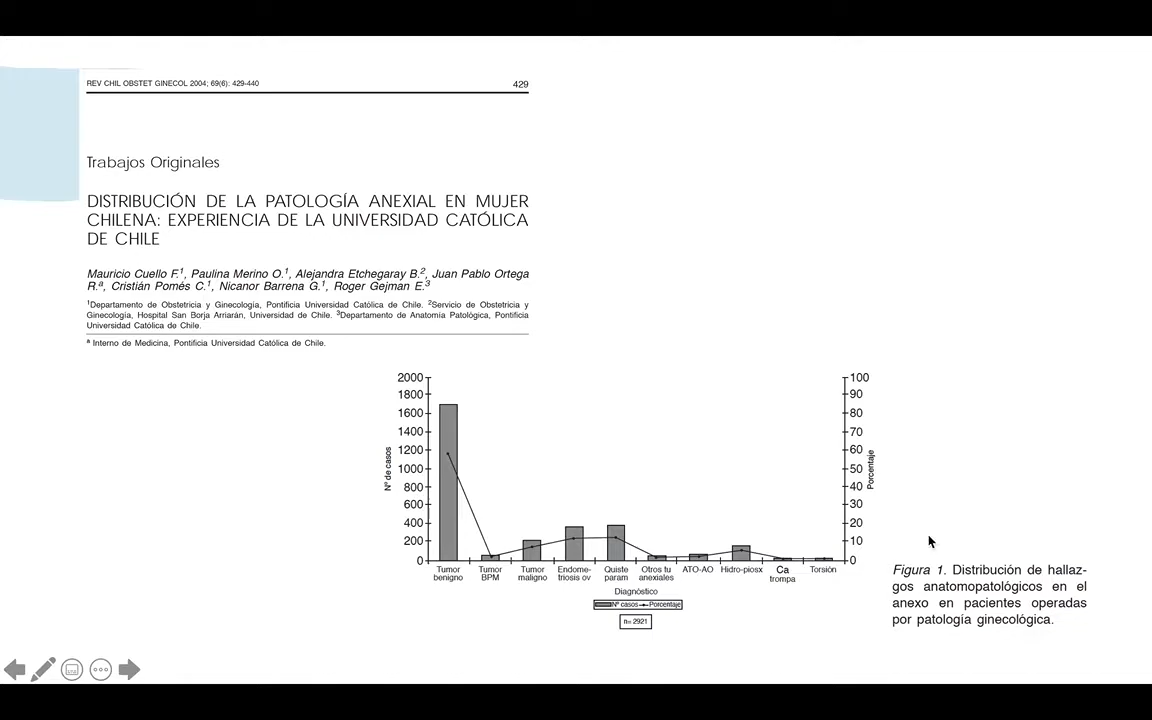 REV CHIL OBSTET GINECOL 2004; 69(6): 429-440
429
Trabajos Originales
DISTRIBUCIÓN DE LA PATOLOGÍA ANEXIAL EN MUJER
CHILENA: EXPERIENCIA DE LA UNIVERSIDAD CATÓLICA
DE CHILE
Mauricio Cuello F.1, Paulina Merino O.1, Alejandra Etchegaray B.2, Juan Pablo Ortega
R.a, Cristián Pomés C.1, Nicanor Barrena G.1, Roger Gejman E.3
1Departamento de Obstetricia y Ginecología, Pontificia Universidad Católica de Chile. 2Servicio de Obstetricia y
Ginecología, Hospital San Borja Arriarán, Universidad de Chile. 3Departamento de Anatomía Patológica, Pontificia
Universidad Católica de Chile.
a Interno de Medicina, Pontificia Universidad Católica de Chile.
2000
1800
1600
1400
1200
1000
800
600
400
200
0
Nº de casos
100
90
80
70
60
50
40
30
20
10
0
Porcentaje
Tumor
benigno
Tumor
BPM
Tumor
maligno
Endome-
triosis ov
Quiste
param
Otros tu
anexiales
ATO-AO
Hidro-piosx
Ca
trompa
Torsión
Diagnóstico
Nº casos
Porcentaje
n= 2921
Figura 1. Distribución de hallaz-
gos anatomopatológicos en el
anexo en pacientes operadas
por patología ginecológica.